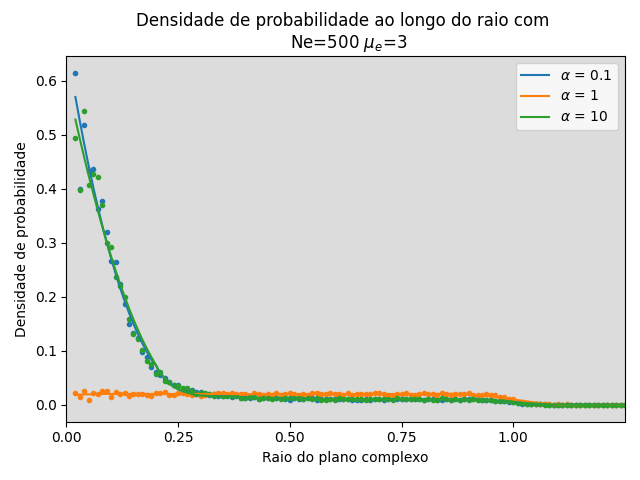 Densidade de probabilidade ao longo do raio com
Ne=500 μₑ=3
α = 0.1
α = 1
α = 10
Densidade de probabilidade
0.6
0.5
0.4
0.3
0.2
0.1
0.0
0.00 0.25 0.50 0.75 1.00
Raio do plano complexo